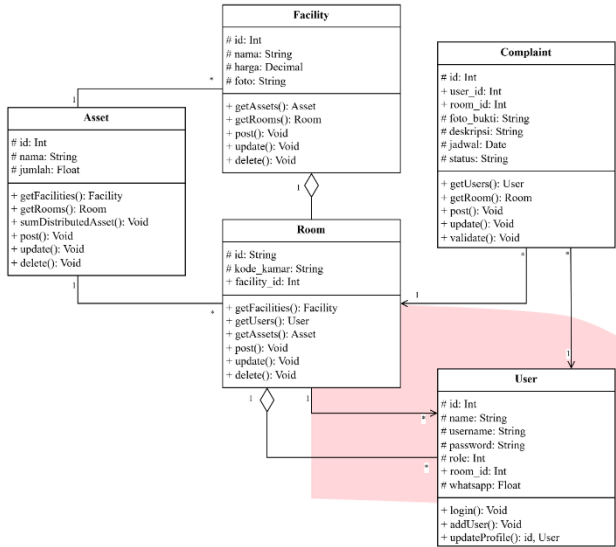 Facility
# id: Int
# nama: String
# harga: Decimal
# foto: String
+ getAssets(): Asset
+ getRooms(): Room
+ post(): Void
+ update(): Void
+ delete(): Void
Complaint
# id: Int
+ user_id: Int
+ room_id: Int
# foto_bukti: String
# deskripsi: String
# jadwal: Date
# status: String
+ getUsers(): User
+ getRoom(): Room
+ post(): Void
+ update(): Void
+ validate(): Void
1
*
Asset
# id: Int
# nama: String
# jumlah: Float
+ getFacilities(): Facility
+ getRooms(): Room
+ sumDistributedAsset(): Void
+ post(): Void
+ update(): Void
+ delete(): Void
1
*
1
Room
# id: String
# kode_kamar: String
+ facility_id: Int
+ getFacilities(): Facility
+ getUsers(): User
+ getAssets(): Asset
+ post(): Void
+ update(): Void
+ delete(): Void
*
1
*
1
1
*
1
*
User
# id: Int
# name: String
# username: String
# password: String
# role: Int
+ room_id: Int
# whatsapp: Float
+ login(): Void
+ addUser(): Void
+ updateProfile(): id, User